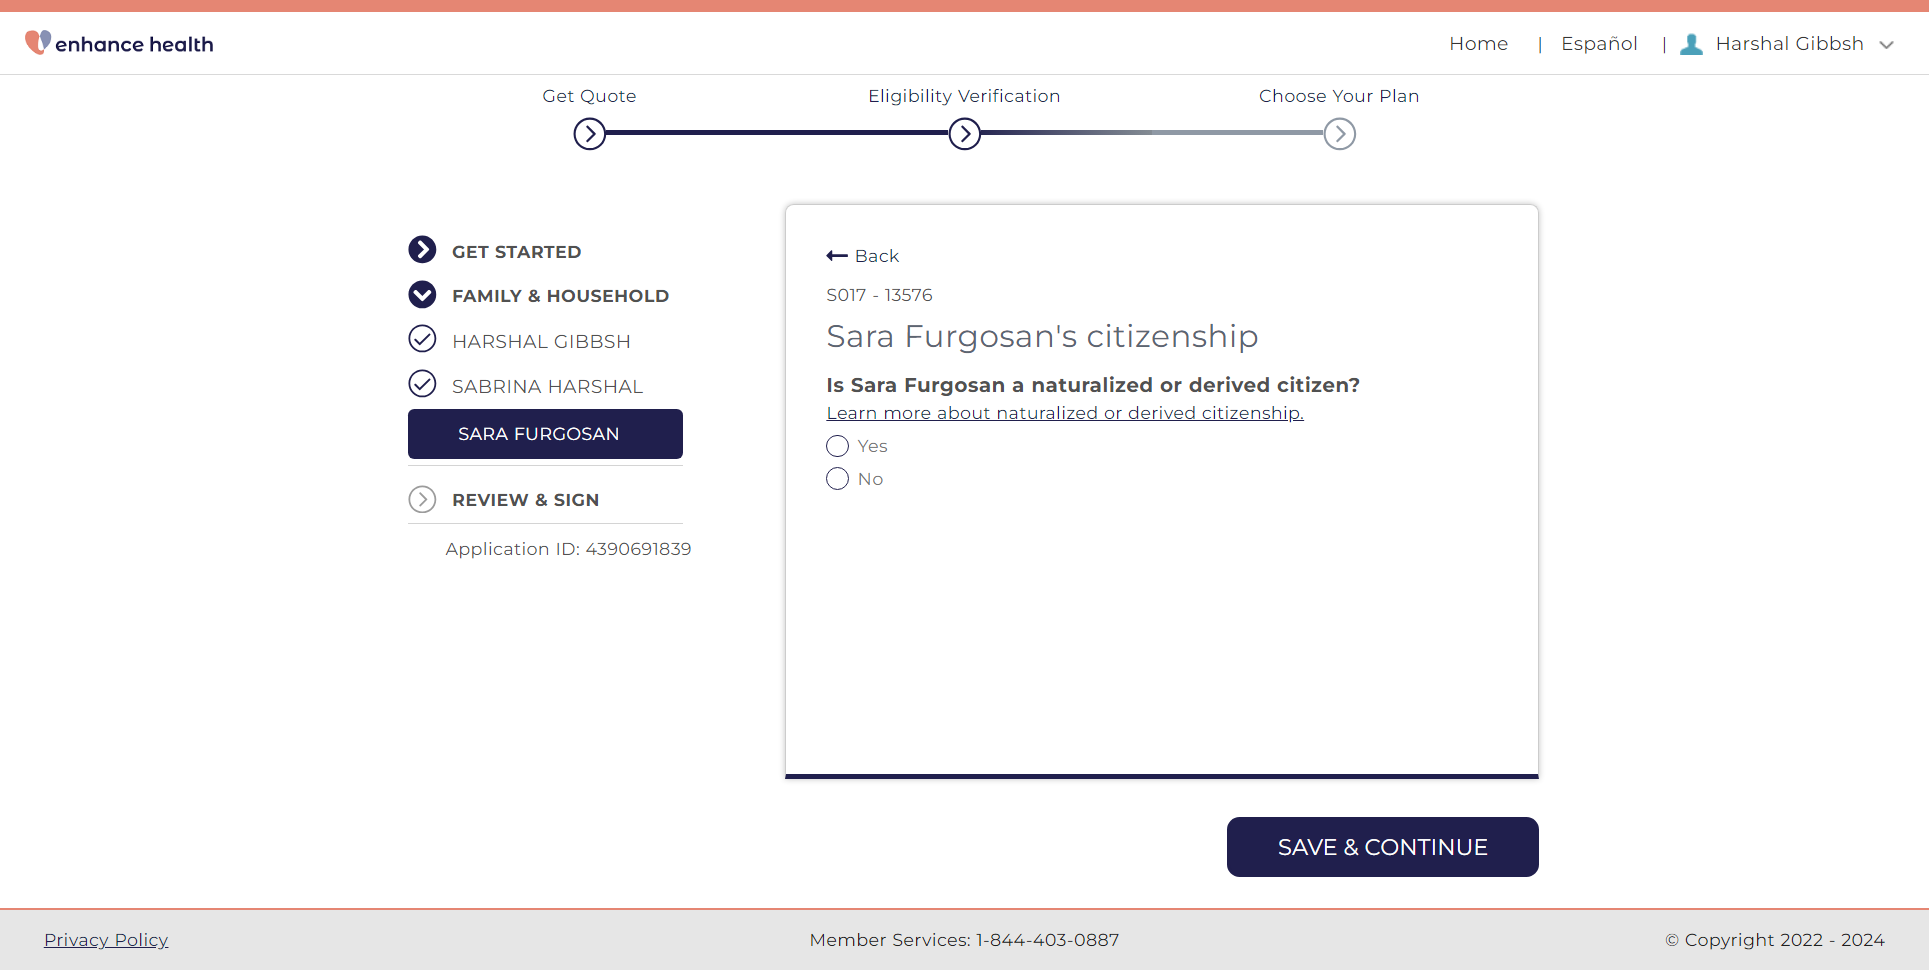 enhance health
Home | Español | Harshal Gibbsh
Get Quote
Eligibility Verification
Choose Your Plan
GET STARTED
FAMILY & HOUSEHOLD
HARSHAL GIBBSH
SABRINA HARSHAL
SARA FURGOSAN
REVIEW & SIGN
Application ID: 4390691839
Back
S017 - 13576
Sara Furgosan's citizenship
Is Sara Furgosan a naturalized or derived citizen?
Learn more about naturalized or derived citizenship.
Yes
No
SAVE & CONTINUE
Privacy Policy
Member Services: 1-844-403-0887
© Copyright 2022 - 2024